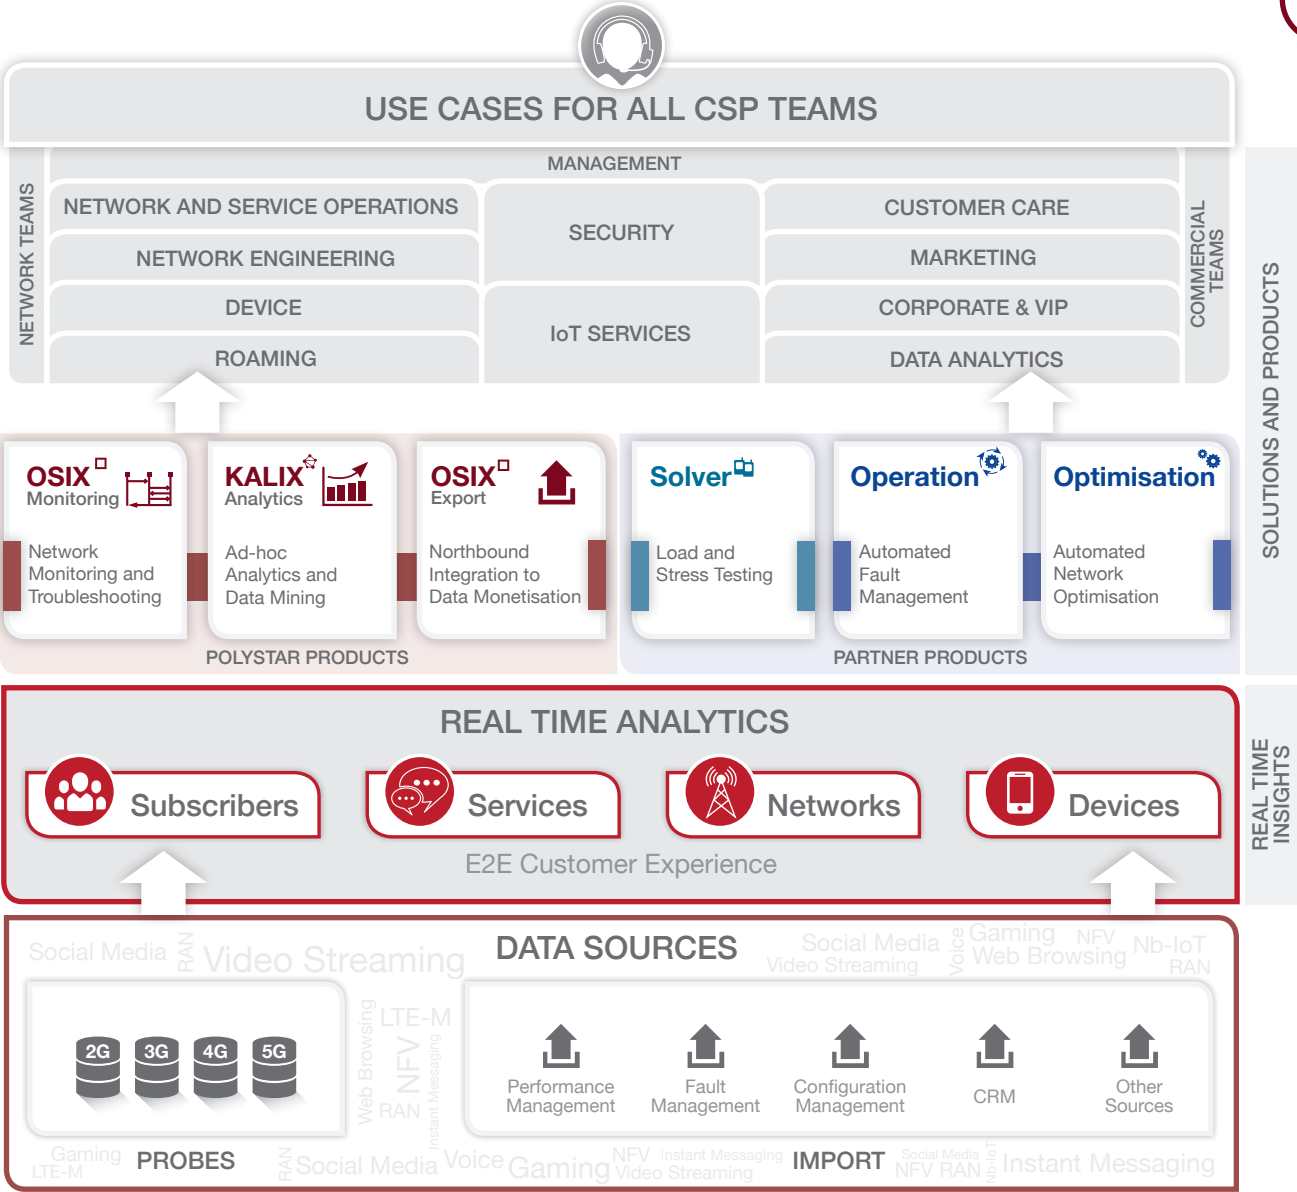 USE CASES FOR ALL CSP TEAMS
MANAGEMENT
NETWORK TEAMS
NETWORK AND SERVICE OPERATIONS
NETWORK ENGINEERING
DEVICE
ROAMING
SECURITY
IoT SERVICES
CUSTOMER CARE
MARKETING
CORPORATE & VIP
DATA ANALYTICS
COMMERCIAL
TEAMS
SOLUTIONS AND PRODUCTS
OSIX
Monitoring
Network
Monitoring and
Troubleshooting
KALIX
Analytics
Ad-hoc
Analytics and
Data Mining
OSIX
Export
Northbound
Integration to
Data Monetisation
POLYSTAR PRODUCTS
Solver
Load and
Stress Testing
Operation
Automated
Fault
Management
Optimisation
Automated
Network
Optimisation
PARTNER PRODUCTS
REAL TIME ANALYTICS
Subscribers
Services
Networks
Devices
E2E Customer Experience
REAL TIME
INSIGHTS
DATA SOURCES
Social Media
RAN
Video Streaming
Social Media
Video Streaming
Voice
Gaming
Web Browsing
NFV
Nb-IoT
RAN
2G 3G 4G 5G
PROBES
Web Browsing
LTE-M
NFV
RAN
Instant Messaging
Performance
Management
Fault
Management
Configuration
Management
CRM
Other
Sources
IMPORT
Gaming
LTE-M
RAN
Social Media
Voice
Gaming
NFV
Instant Messaging
Video Streaming
Social Media
NFV RAN
Nb-IoT
Instant Messaging